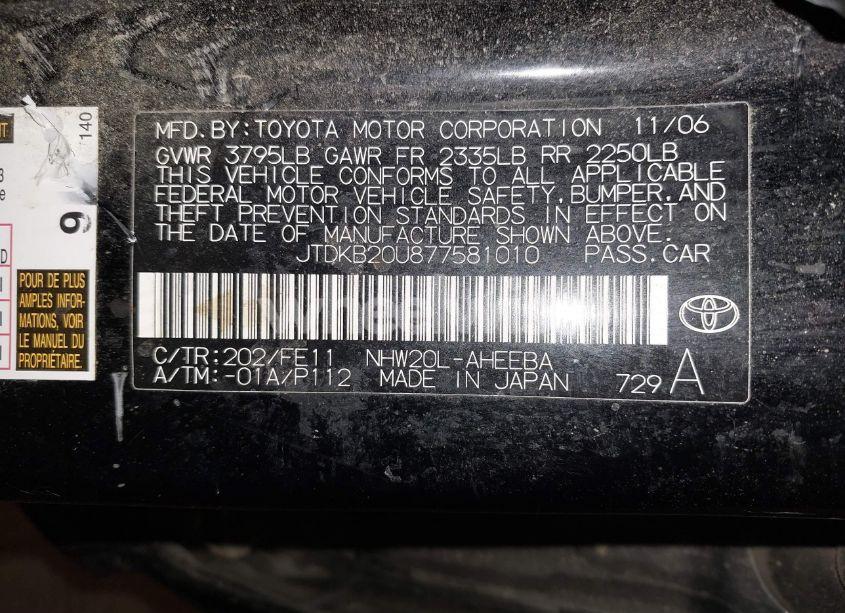 MFD.BY:TOYOTA MOTOR CORPORATION 11/06
GVWR 3795LB GAWR FR 2335LB RR 2250LB
THIS VEHICLE CONFORMS TO ALL APPLICABLE
FEDERAL MOTOR VEHICLE SAFETY,BUMPER,AND
THEFT PREVENTION STANDARDS IN EFFECT ON
THE DATE OF MANUFACTURE SHOWN ABOVE.
JTDKB20U877581010 PASS.CAR
C/TR:202/FE11 NHW20L-AHEEBA
A/TM:-01A/P112 MADE IN JAPAN 729 A
140
9
POUR DE PLUS
AMPLES INFOR-
MATIONS, VOIR
LE MANUEL DU
PROPRIÉTAIRE.